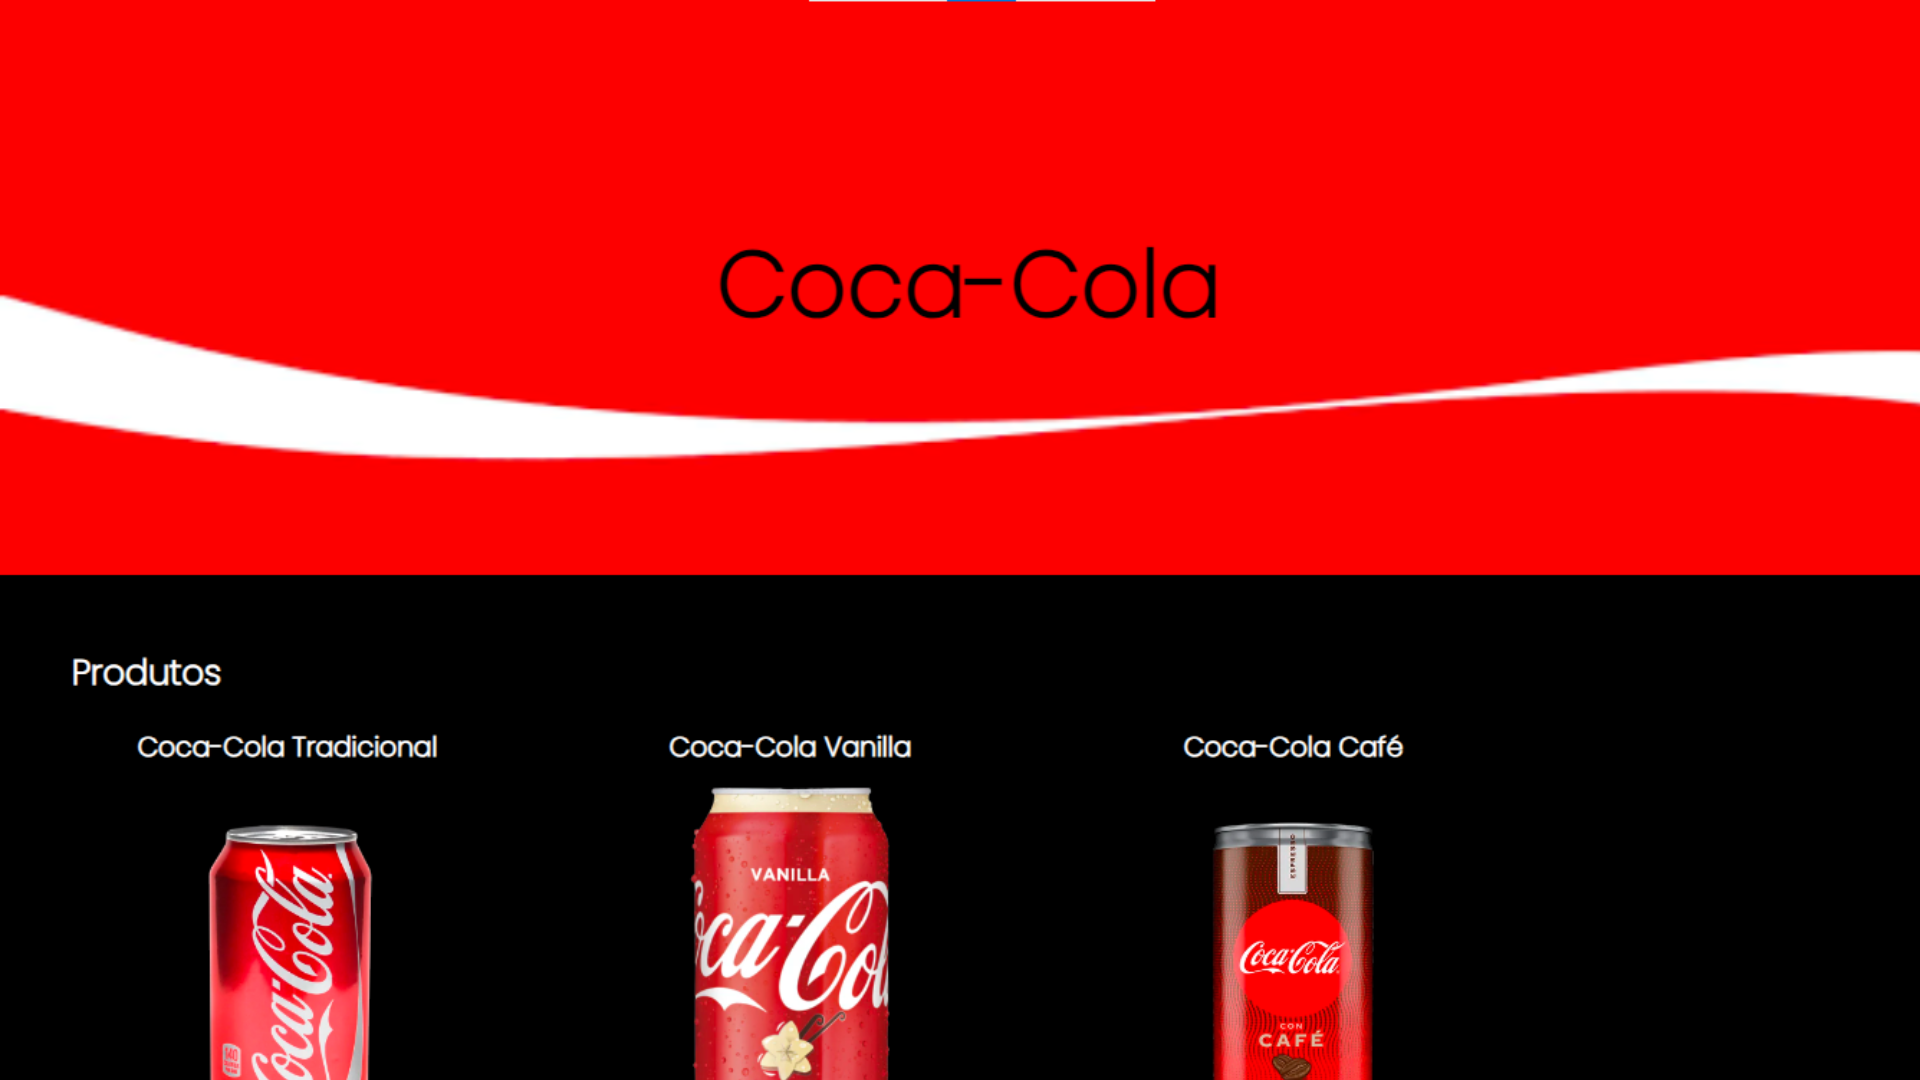 Coca-Cola
Produtos
Coca-Cola Tradicional
Coca-Cola Vanilla
Coca-Cola Café
Coca-Cola
140
VANILLA
Coca-Cola
ESPRESSO
Coca-Cola
CON
CAFÉ